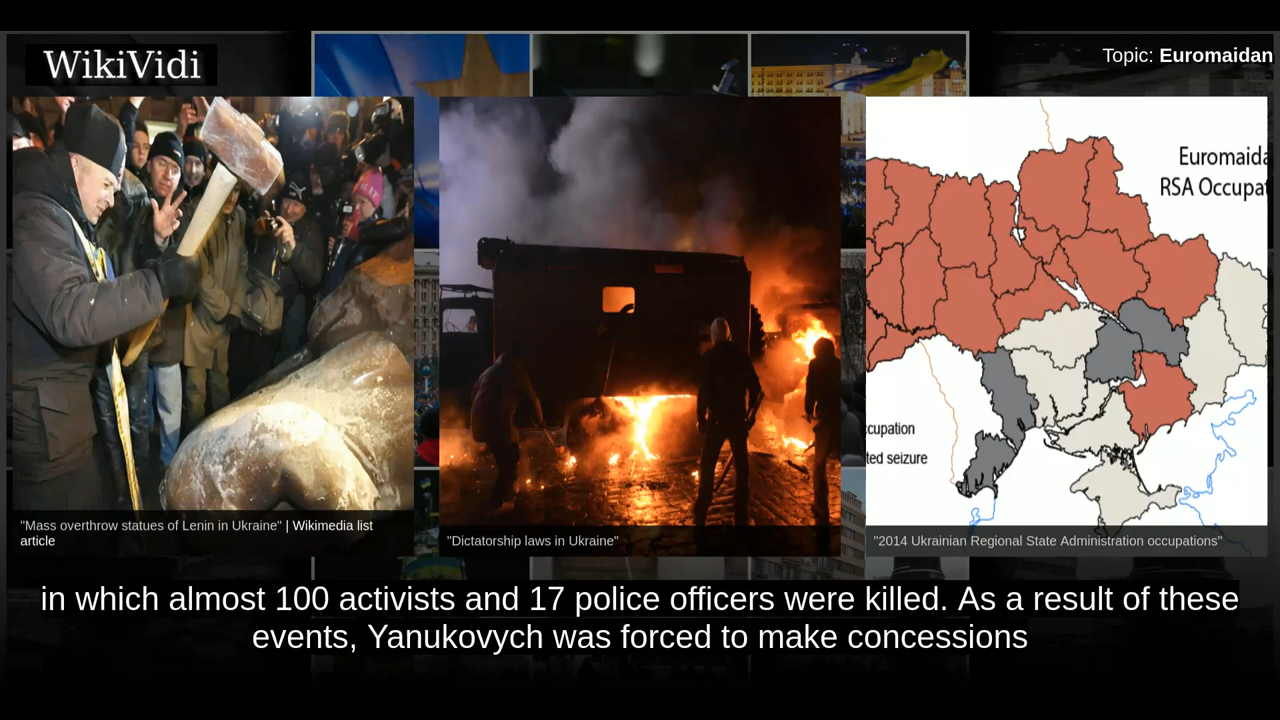 WikiVidi
Topic: Euromaidan
Euromaida
RSA Occupat
ccupation
ted seizure
"Mass overthrow statues of Lenin in Ukraine" | Wikimedia list
article
"Dictatorship laws in Ukraine"
"2014 Ukrainian Regional State Administration occupations"
in which almost 100 activists and 17 police officers were killed. As a result of these
events, Yanukovych was forced to make concessions